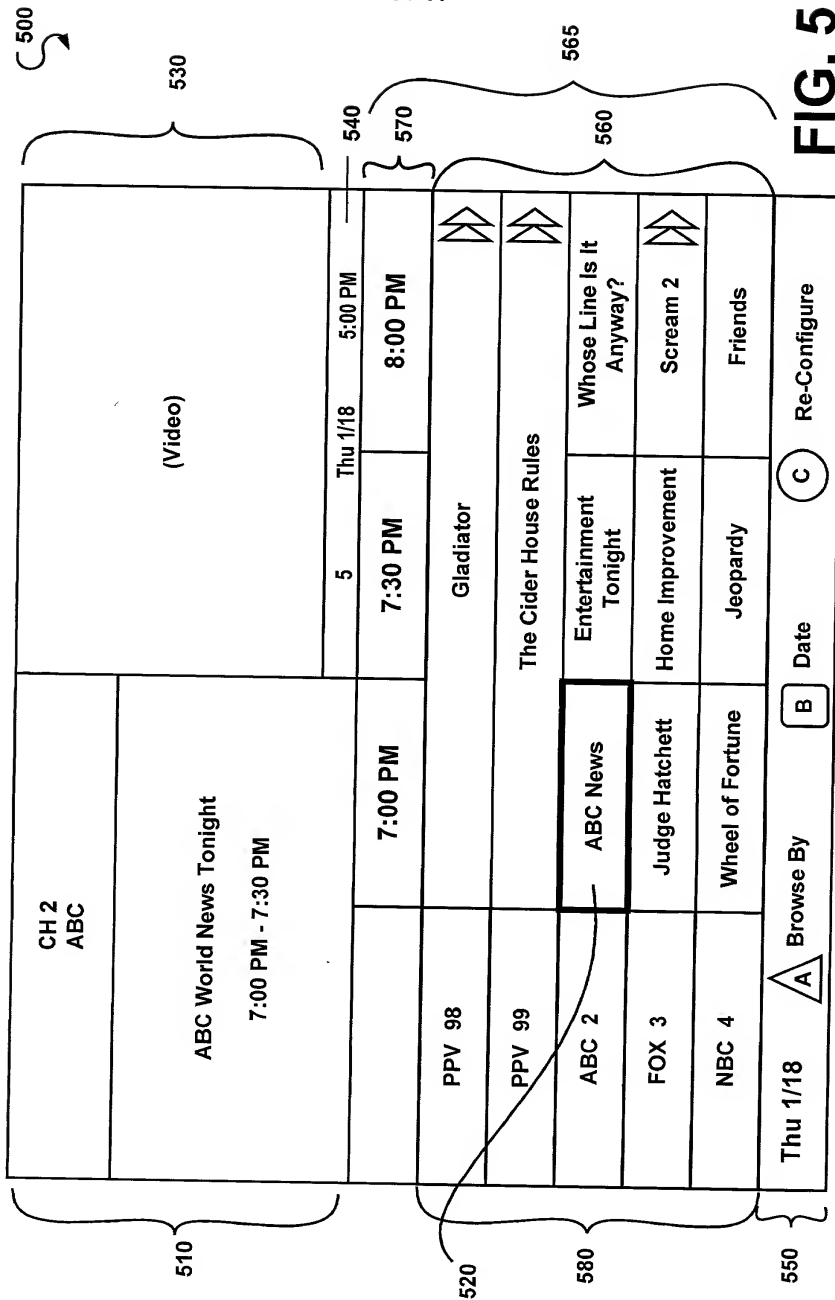 500
530
540
570
565
560
510
520
580
550
CH 2
ABC
(Video)
ABC World News Tonight
7:00 PM - 7:30 PM
5 Thu 1/18 5:00 PM
7:00 PM 7:30 PM 8:00 PM
PPV 98 Gladiator
PPV 99 The Cider House Rules
ABC 2 ABC News Entertainment Tonight Whose Line Is It Anyway?
FOX 3 Judge Hatchett Home Improvement Scream 2
NBC 4 Wheel of Fortune Jeopardy Friends
Thu 1/18 A Browse By B Date C Re-Configure
FIG. 5